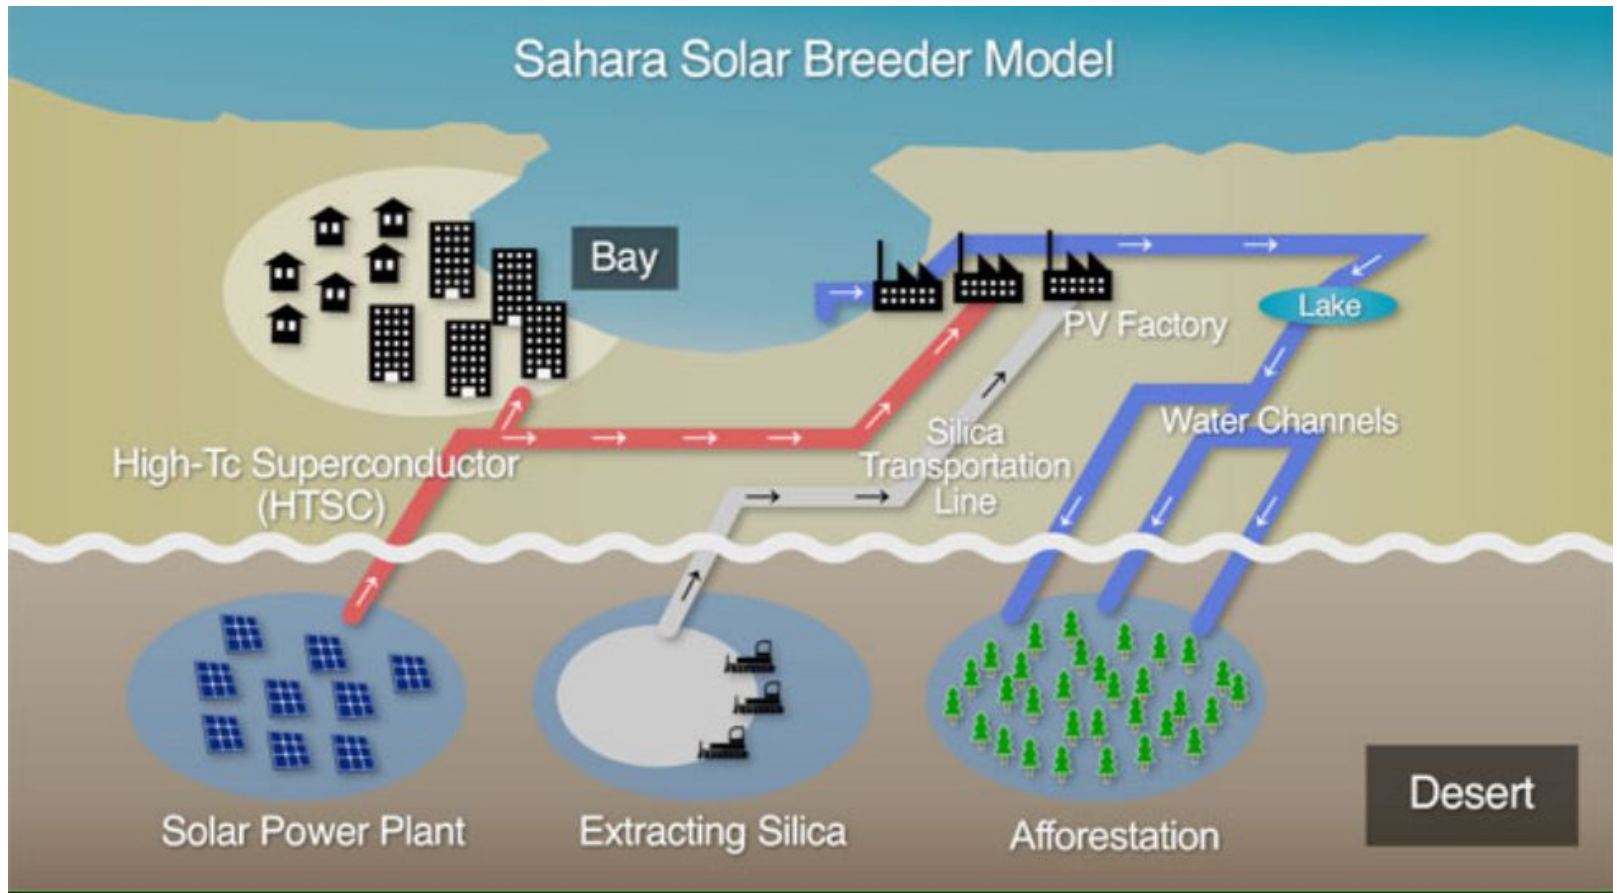 Sahara Solar Breeder Model
Bay
PV Factory
Lake
Water Channels
High-Tc Superconductor
(HTSC)
Silica
Transportation
Line
Solar Power Plant
Extracting Silica
Afforestation
Desert